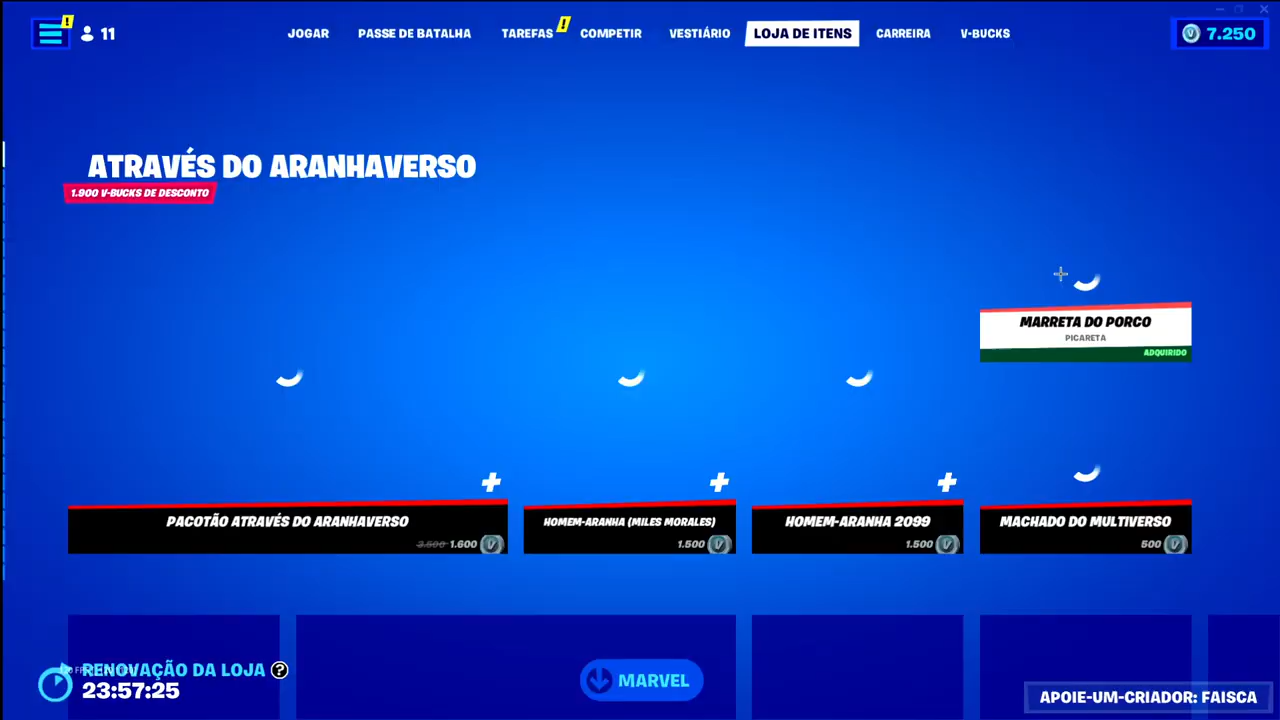 !
11
JOGAR
PASSE DE BATALHA
TAREFAS
!
COMPETIR
VESTIÁRIO
LOJA DE ITENS
CARREIRA
V-BUCKS
V 7.250
ATRAVÉS DO ARANHAVERSO
1.900 V-BUCKS DE DESCONTO
MARRETA DO PORCO
PICARETA
ADQUIRIDO
PACOTÃO ATRAVÉS DO ARANHAVERSO
3.500 1.600 V
HOMEM-ARANHA (MILES MORALES)
1.500 V
HOMEM-ARANHA 2099
1.500 V
MACHADO DO MULTIVERSO
500 V
RENOVAÇÃO DA LOJA ?
23:57:25
MARVEL
APOIE-UM-CRIADOR: FAISCA